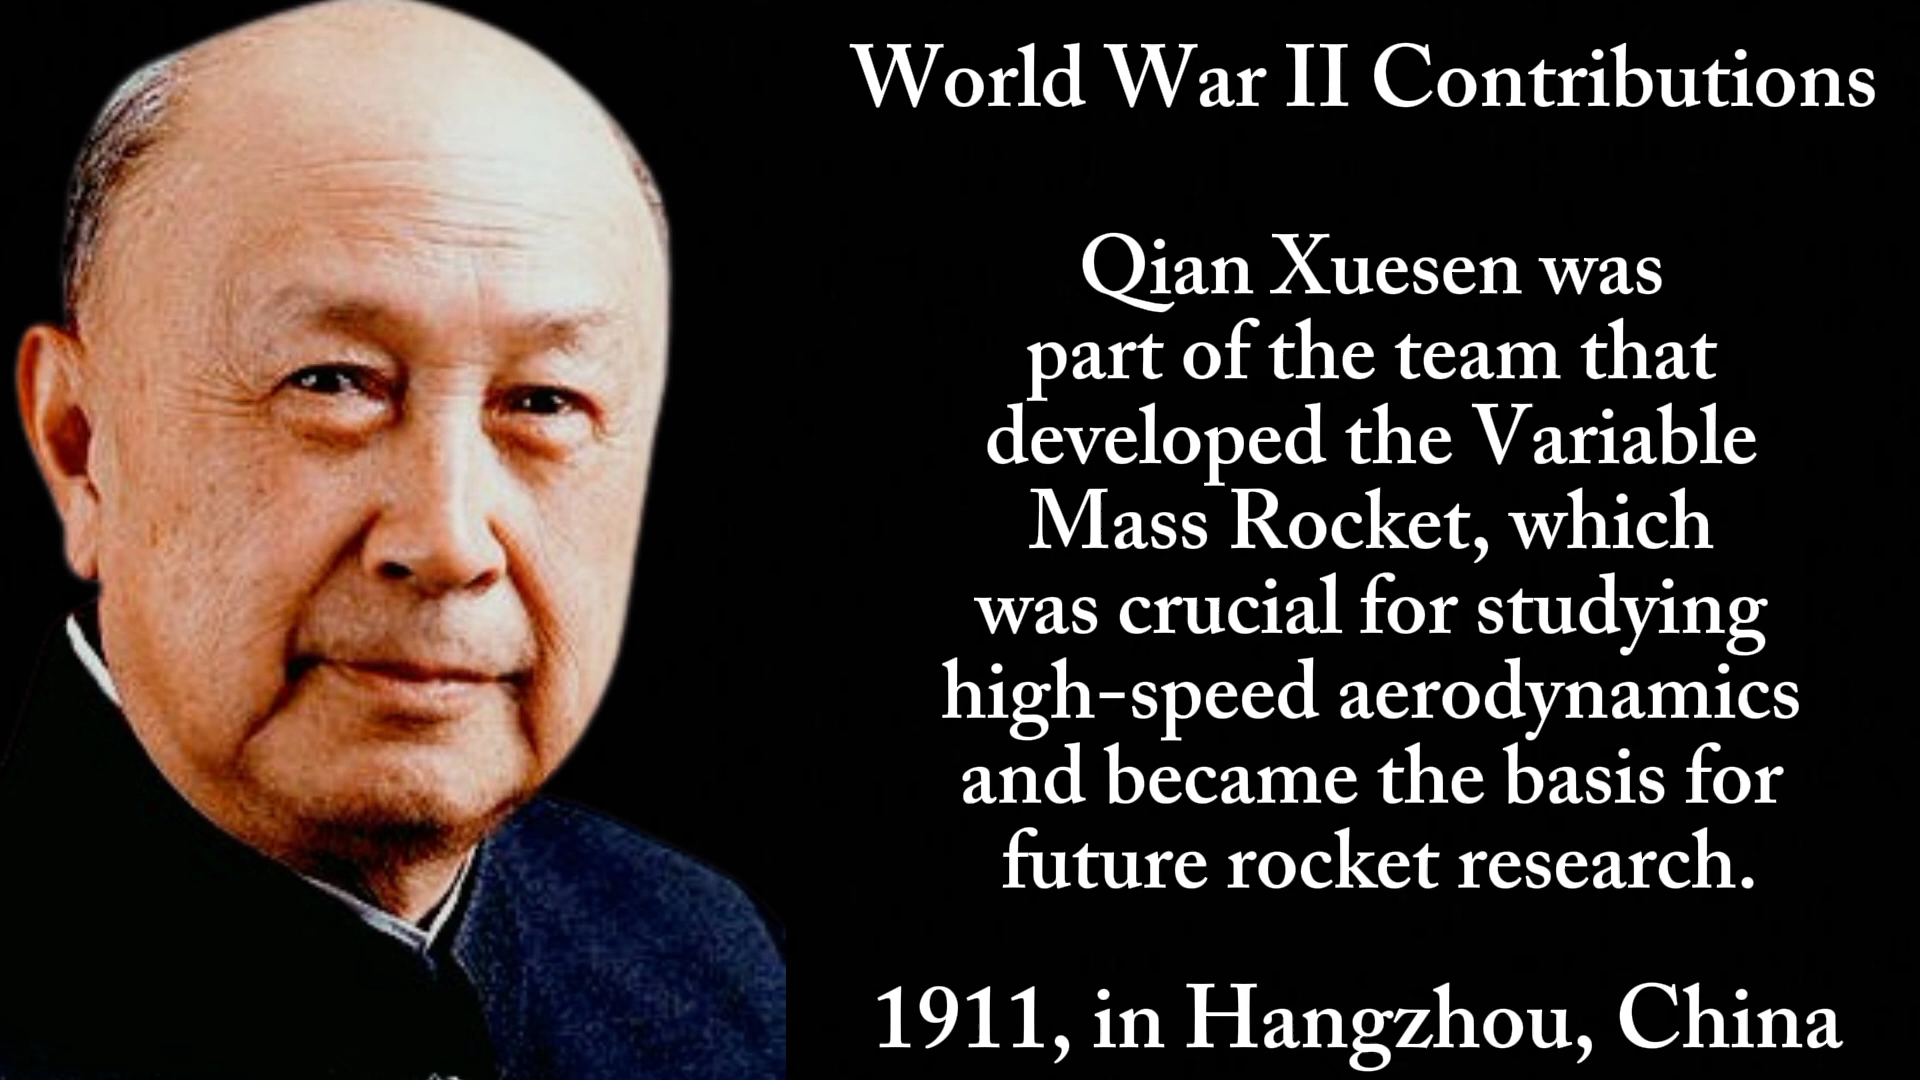 World War II Contributions
Qian Xuesen was
part of the team that
developed the Variable
Mass Rocket, which
was crucial for studying
high-speed aerodynamics
and became the basis for
future rocket research.
1911, in Hangzhou, China